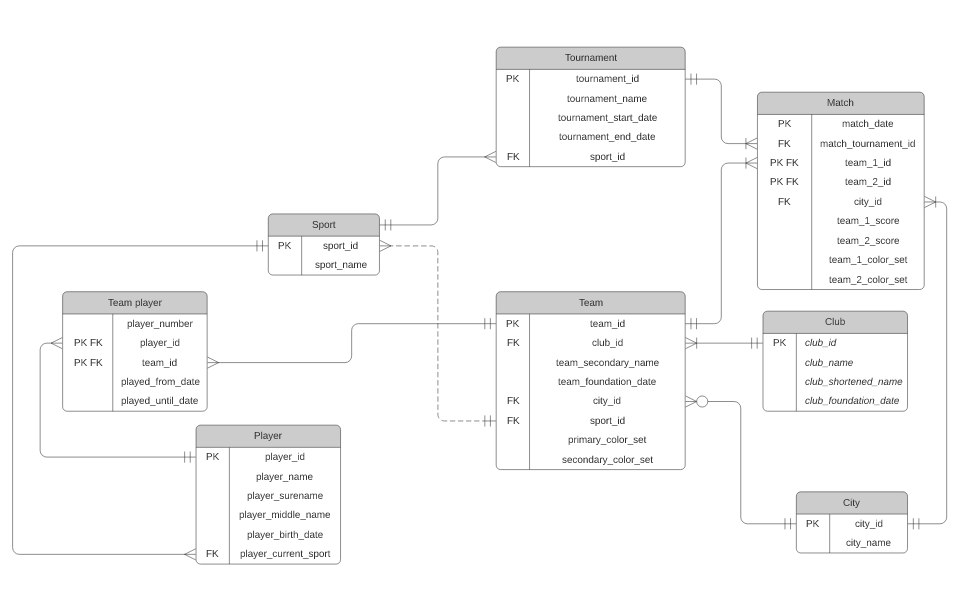 Tournament
PK tournament_id
tournament_name
tournament_start_date
tournament_end_date
FK sport_id
Match
PK match_date
FK match_tournament_id
PK FK team_1_id
PK FK team_2_id
FK city_id
team_1_score
team_2_score
team_1_color_set
team_2_color_set
Sport
PK sport_id
sport_name
Team player
player_number
PK FK player_id
PK FK team_id
played_from_date
played_until_date
Team
PK team_id
FK club_id
team_secondary_name
team_foundation_date
FK city_id
FK sport_id
primary_color_set
secondary_color_set
Club
PK club_id
club_name
club_shortened_name
club_foundation_date
Player
PK player_id
player_name
player_surename
player_middle_name
player_birth_date
FK player_current_sport
City
PK city_id
city_name